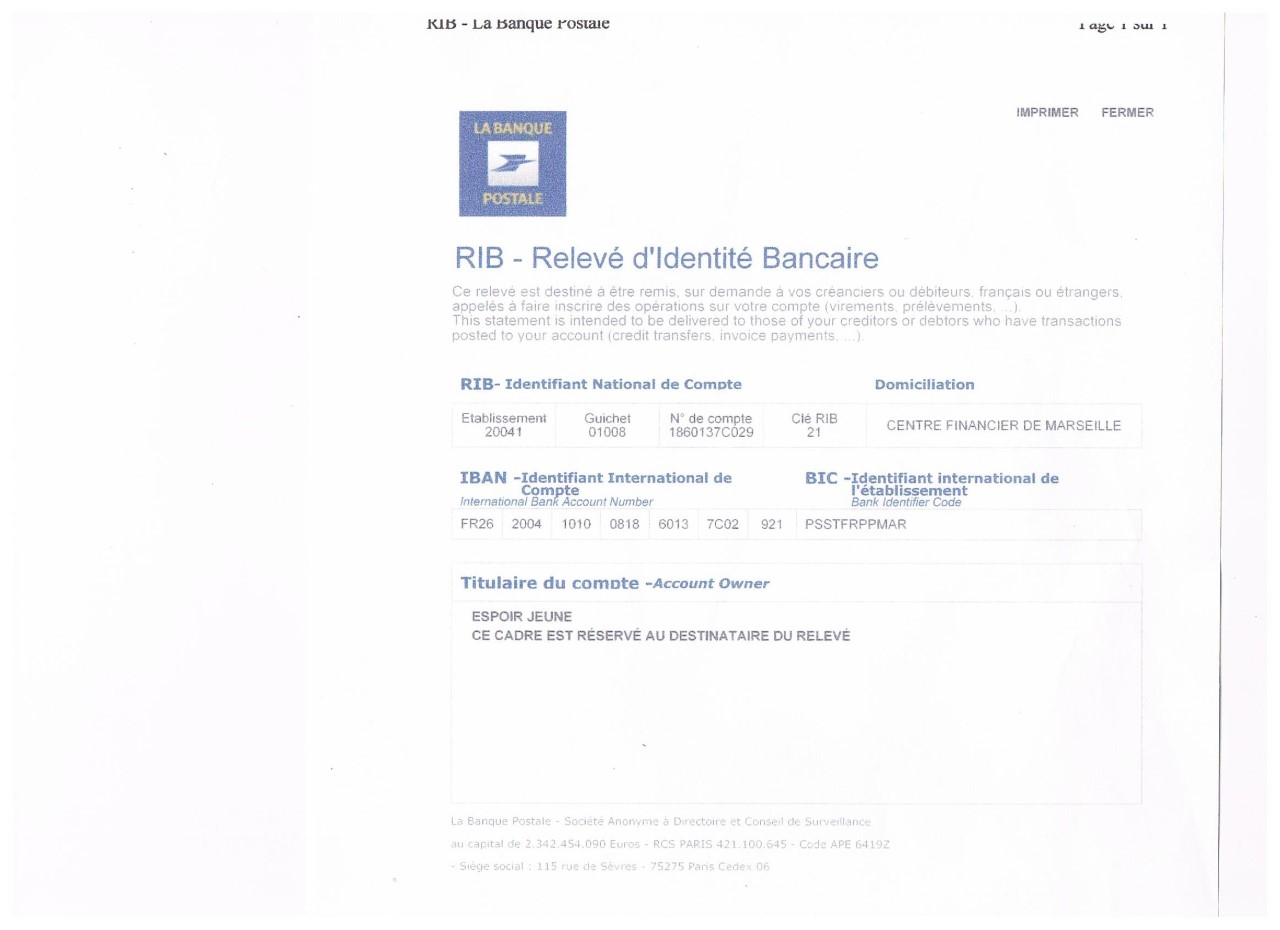 RIB - La Banque Postale
Page 1 sur 1
IMPRIMER FERMER
LA BANQUE
POSTALE
RIB - Relevé d'Identité Bancaire
Ce relevé est destiné à être remis, sur demande à vos créanciers ou débiteurs, français ou étrangers,
appelés à faire inscrire des opérations sur votre compte (virements, prélèvements, ...).
This statement is intended to be delivered to those of your creditors or debtors who have transactions
posted to your account (credit transfers, invoice payments, ...).
RIB- Identifiant National de Compte
Domiciliation
Etablissement Guichet N° de compte Clé RIB
20041 01008 1860137C029 21
CENTRE FINANCIER DE MARSEILLE
IBAN -Identifiant International de
Compte
International Bank Account Number
BIC -Identifiant international de
l'établissement
Bank Identifier Code
FR26 2004 1010 0818 6013 7C02 921 PSSTFRPPMAR
Titulaire du compte -Account Owner
ESPOIR JEUNE
CE CADRE EST RÉSERVÉ AU DESTINATAIRE DU RELEVÉ
La Banque Postale - Société Anonyme à Directoire et Conseil de Surveillance
au capital de 2.342.454.090 Euros - RCS PARIS 421.100.645 - Code APE 6419Z
- Siège social : 115 rue de Sèvres - 75275 Paris Cedex 06